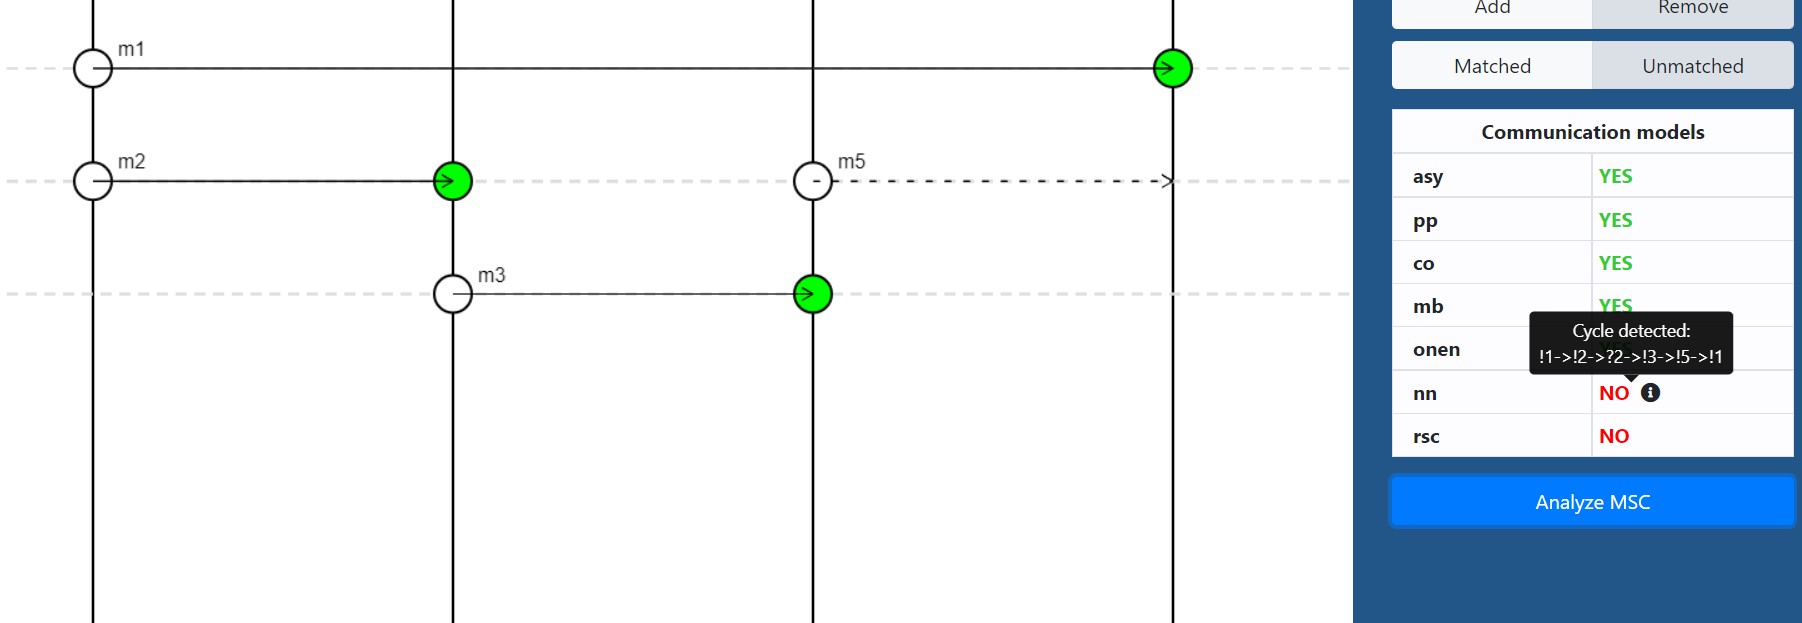 m1
m2
m5
m3
Add
Remove
Matched
Unmatched
Communication models
asy YES
pp YES
co YES
mb YES
Cycle detected:
!1->!2->?2->!3->!5->!1
onen YES
nn NO
rsc NO
Analyze MSC